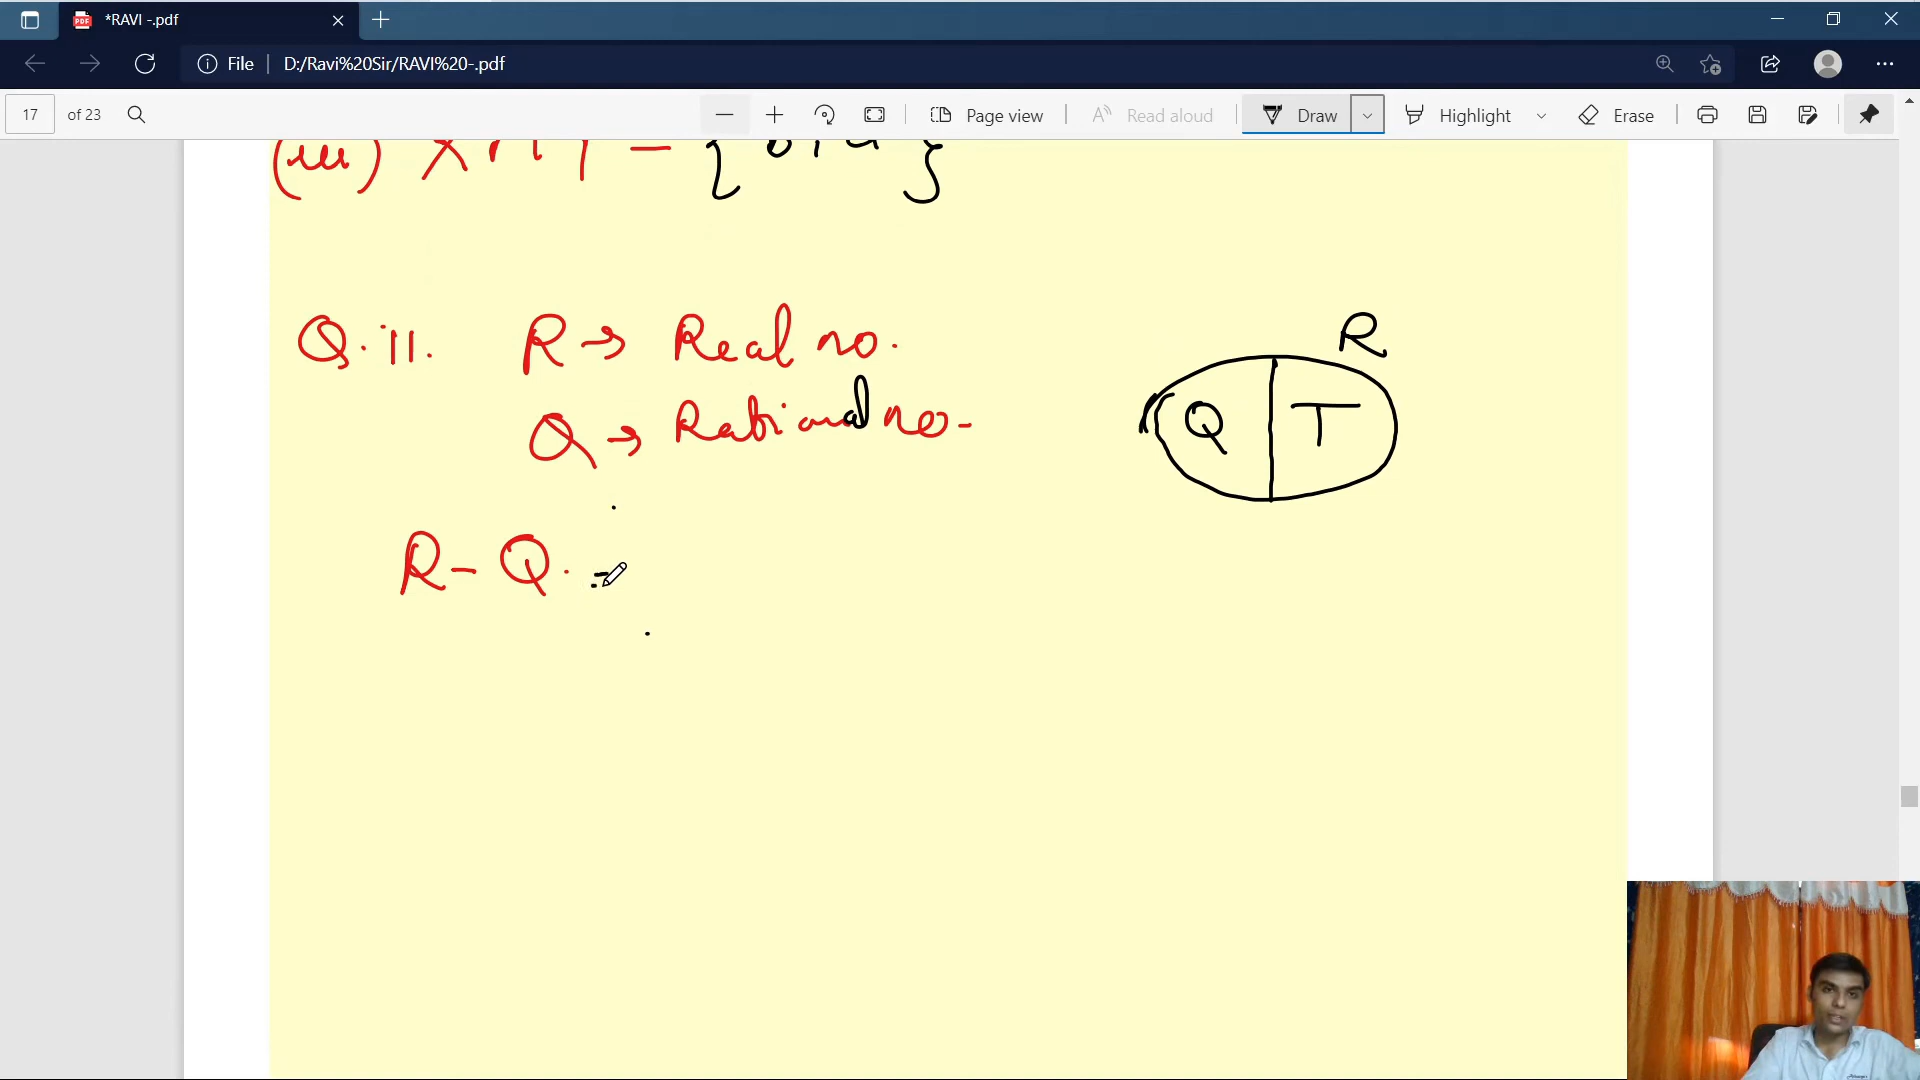 *RAVI -.pdf
File D:/Ravi%20Sir/RAVI%20-.pdf
17 of 23 Page view Read aloud Draw Highlight Erase
(iii) X ∩ Y =
Q. 11. R → Real no.
Q → Rational no.
R - Q. =
R
Q T